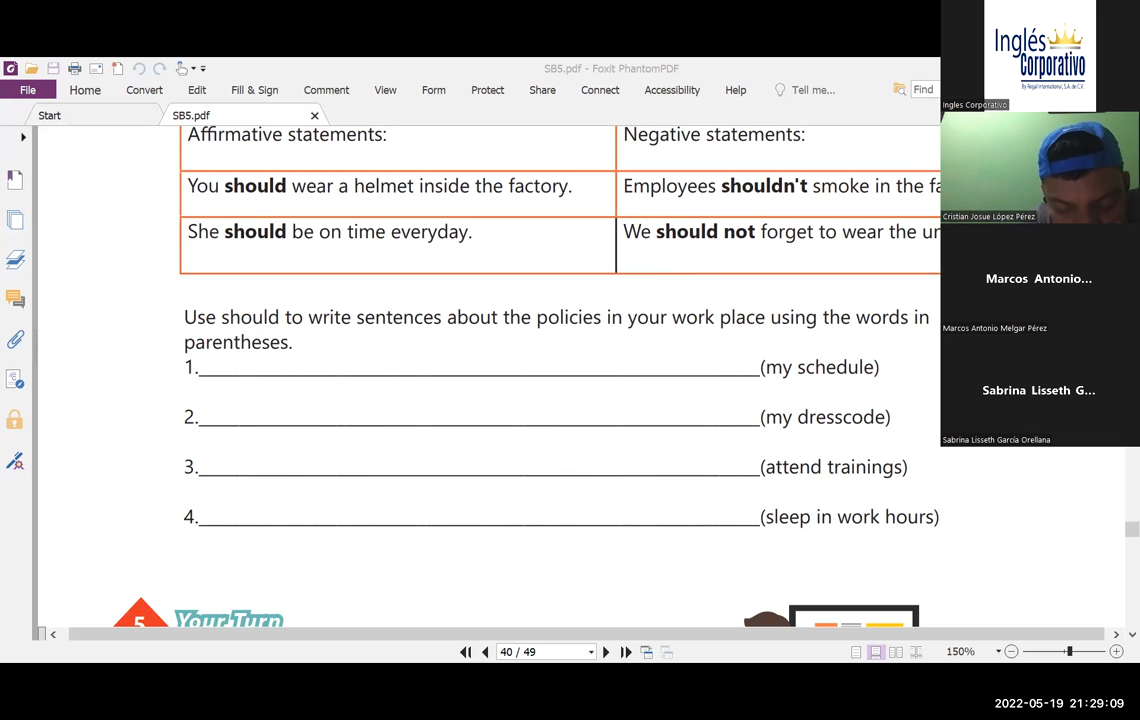 SB5.pdf - Foxit PhantomPDF
File Home Convert Edit Fill & Sign Comment View Form Protect Share Connect Accessibility Help Tell me... Find
Start SB5.pdf
Affirmative statements: Negative statements:
You should wear a helmet inside the factory. Employees shouldn't smoke in the fa
She should be on time everyday. We should not forget to wear the un
Use should to write sentences about the policies in your work place using the words in
parentheses.
1. (my schedule)
2. (my dresscode)
3. (attend trainings)
4. (sleep in work hours)
5 Your Turn
40 / 49 150%
Inglés
Corporativo
By Regal International, S.A. de C.V.
Ingles Corporativo
Cristian Josue López Pérez
Marcos Antonio...
Marcos Antonio Melgar Pérez
Sabrina Lisseth G...
Sabrina Lisseth García Orellana
2022-05-19 21:29:09